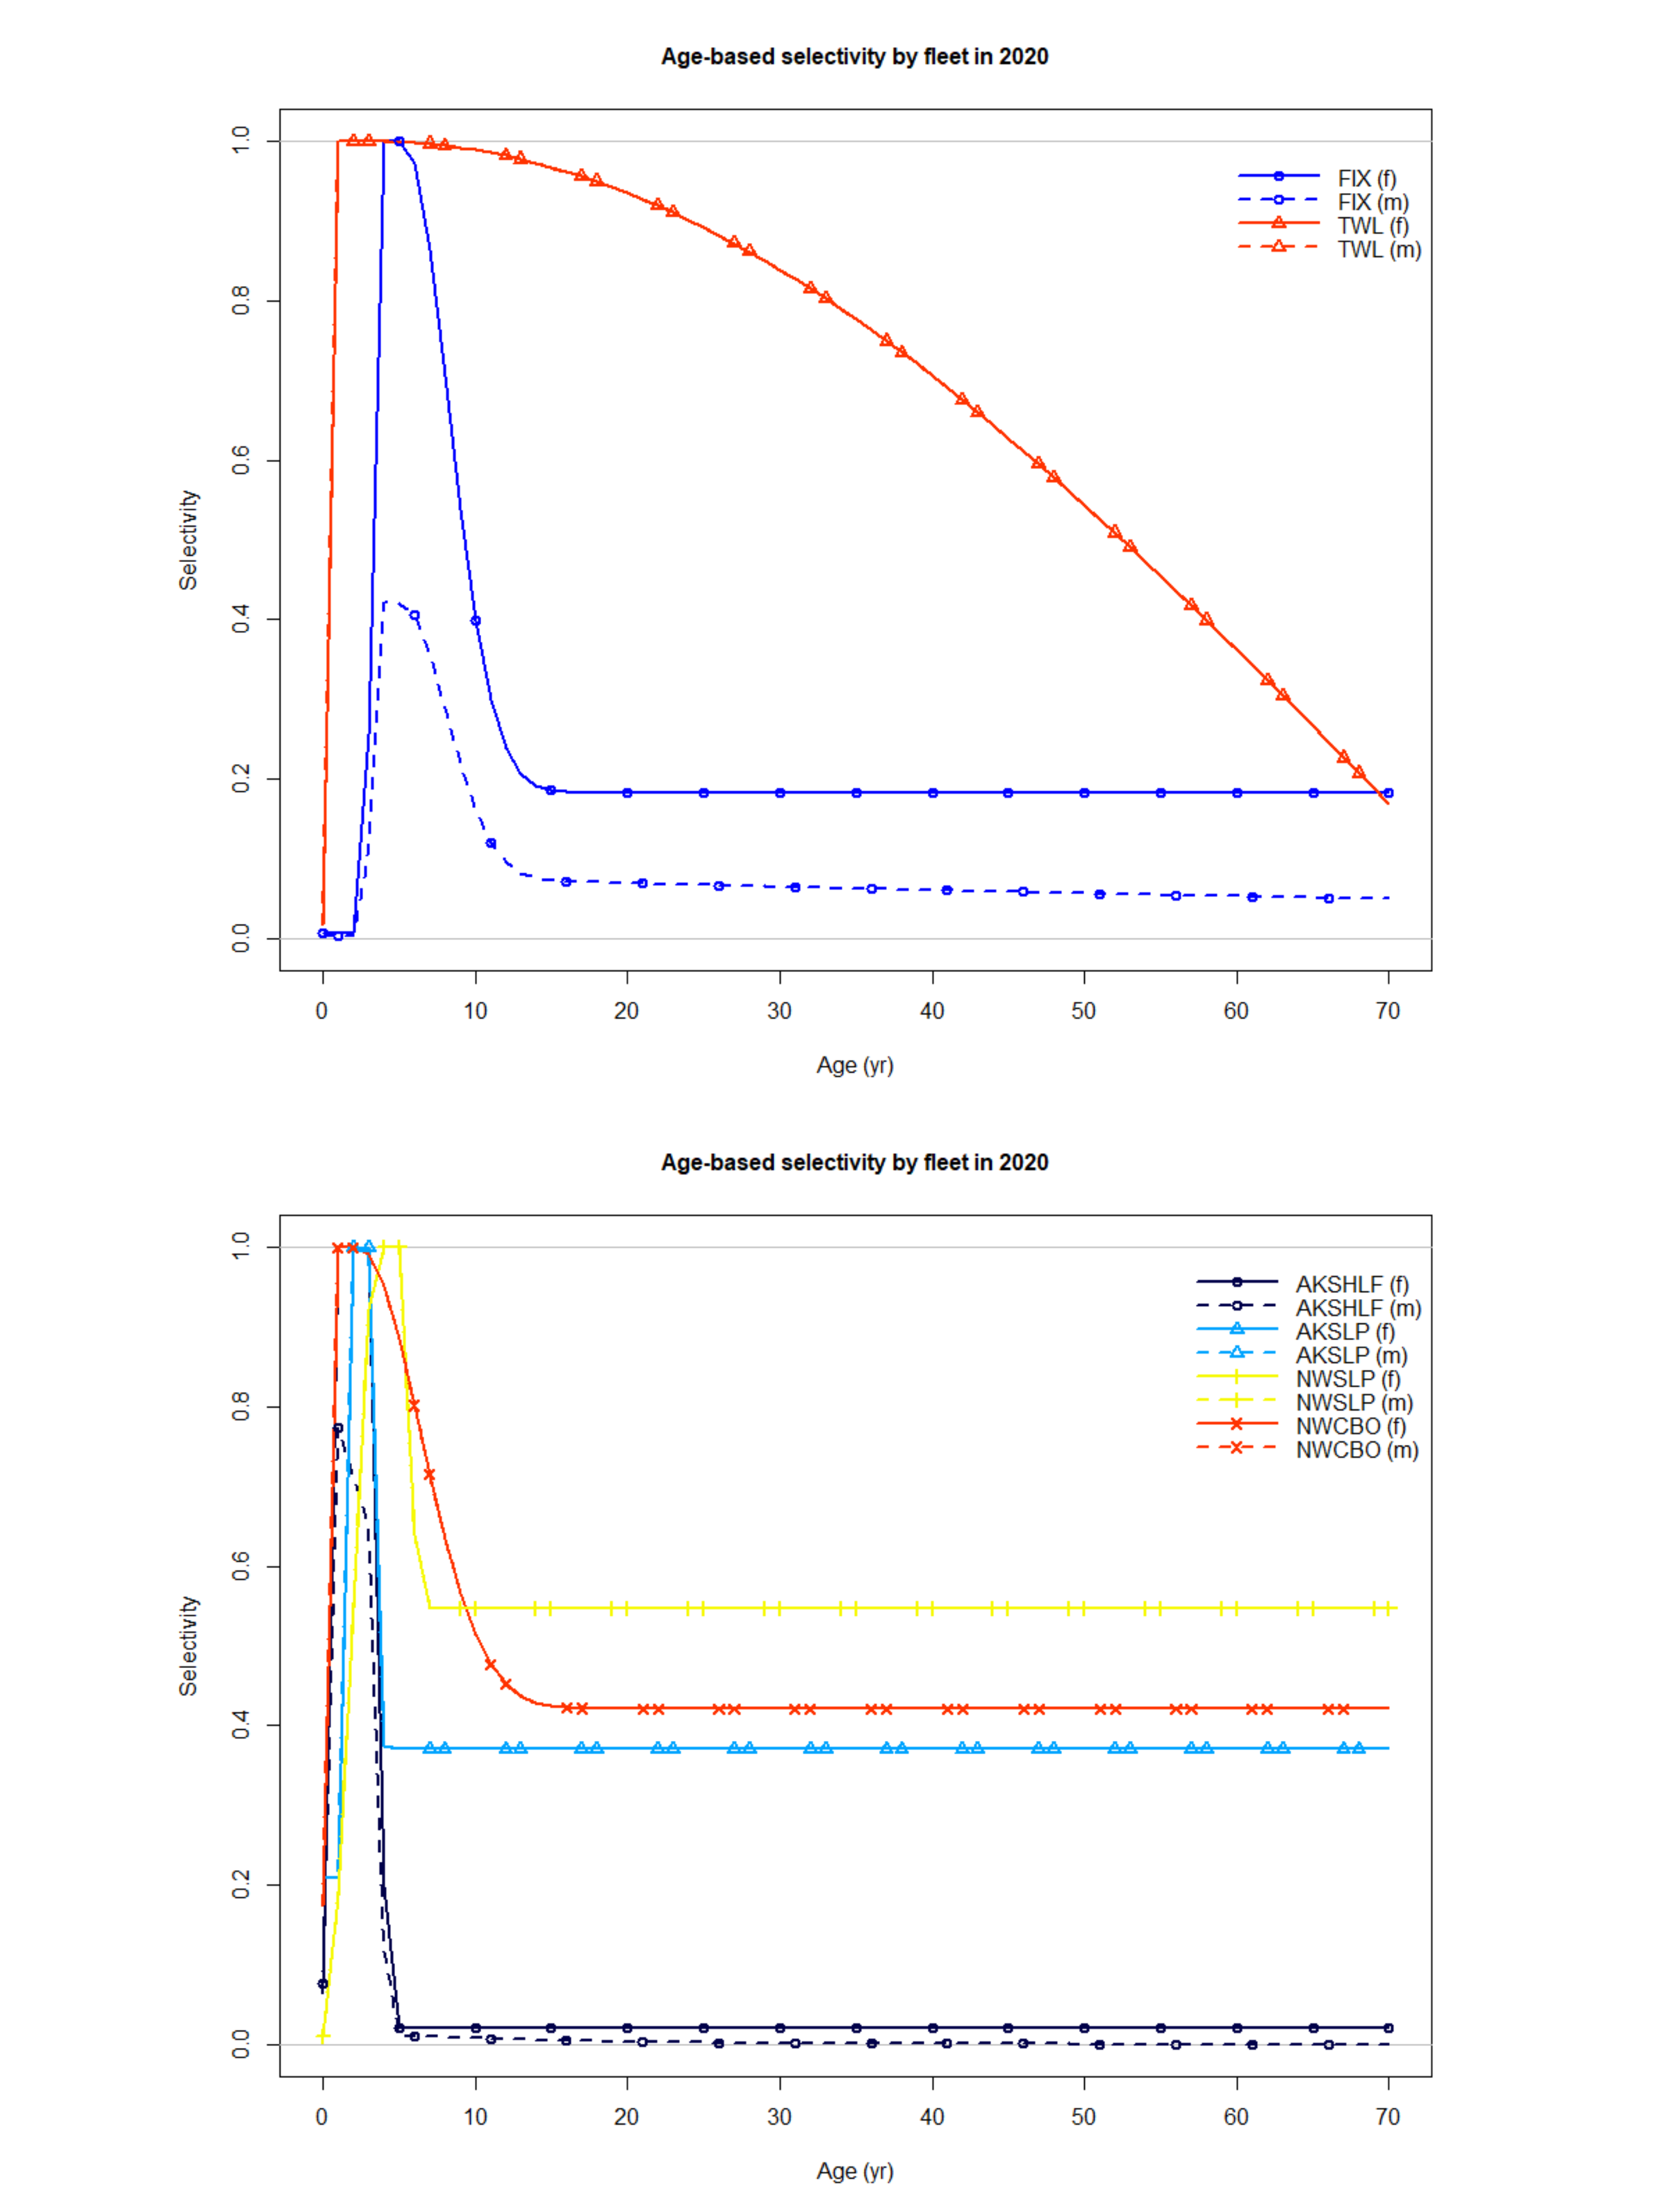 Age-based selectivity by fleet in 2020
1.0
FIX (f)
FIX (m)
TWL (f)
TWL (m)
0.8
0.6
Selectivity
0.4
0.2
0.0
0 10 20 30 40 50 60 70
Age (yr)
Age-based selectivity by fleet in 2020
1.0
AKSHLF (f)
AKSHLF (m)
AKSLP (f)
AKSLP (m)
NWSLP (f)
NWSLP (m)
NWCBO (f)
NWCBO (m)
0.8
0.6
Selectivity
0.4
0.2
0.0
0 10 20 30 40 50 60 70
Age (yr)